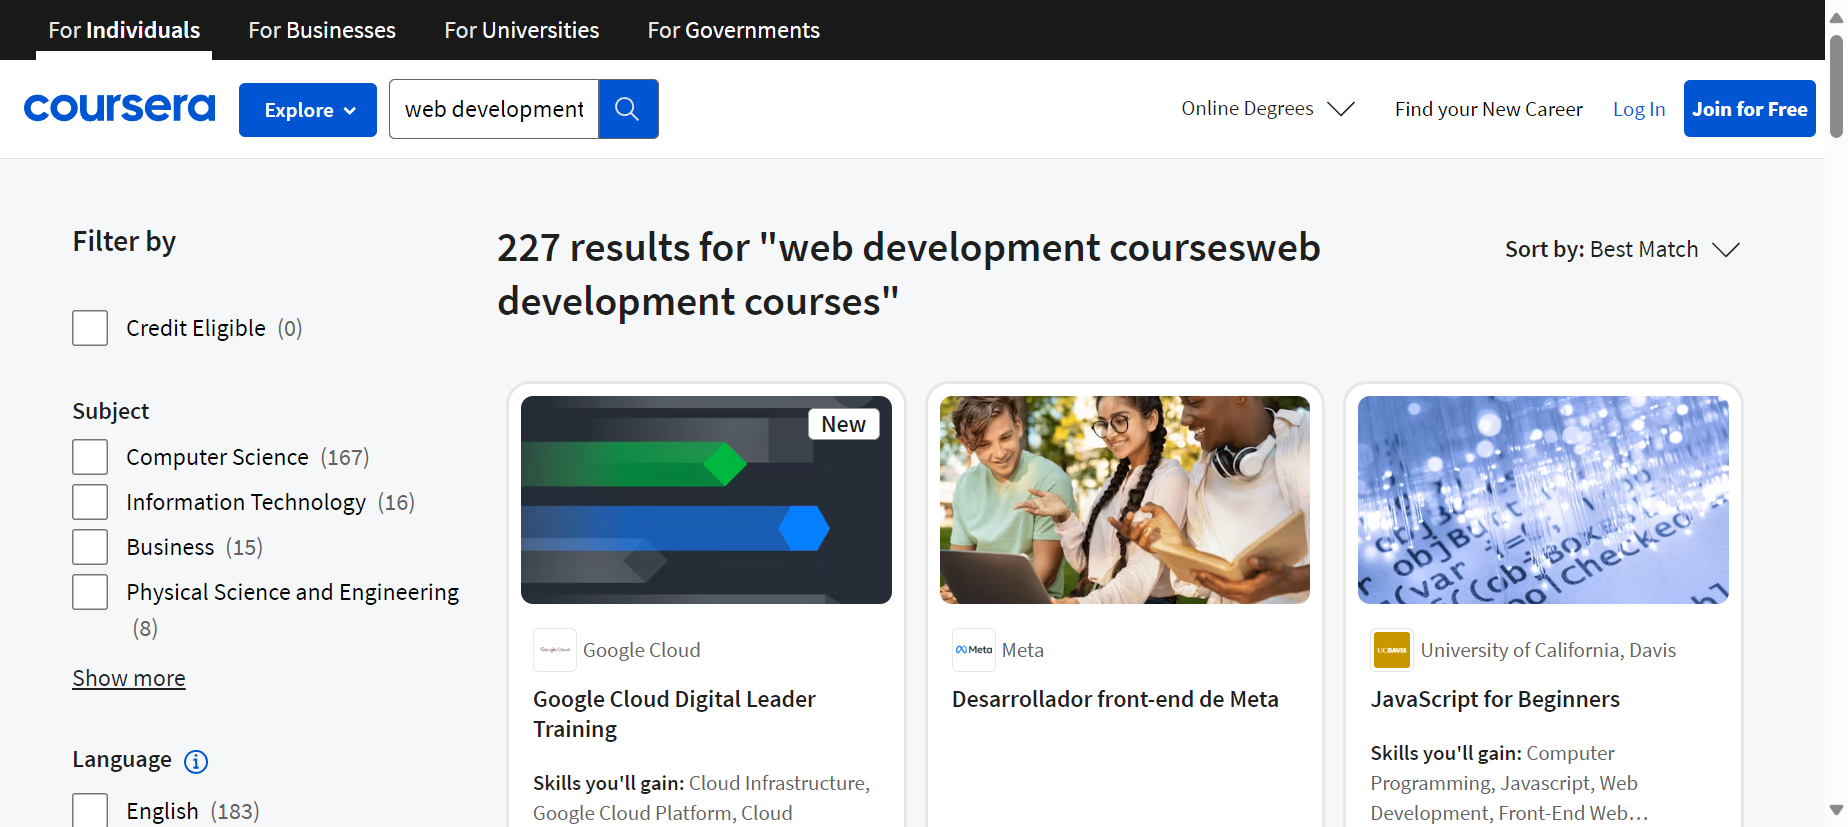 For Individuals
For Businesses
For Universities
For Governments
coursera
Explore
web development
Online Degrees
Find your New Career
Log In
Join for Free
Filter by
Credit Eligible (0)
Subject
Computer Science (167)
Information Technology (16)
Business (15)
Physical Science and Engineering
(8)
Show more
Language
English (183)
227 results for "web development coursesweb
development courses"
Sort by: Best Match
New
Google Cloud
Google Cloud
Google Cloud Digital Leader
Training
Skills you'll gain: Cloud Infrastructure,
Google Cloud Platform, Cloud
Meta
Meta
Desarrollador front-end de Meta
UCDAVIS
University of California, Davis
JavaScript for Beginners
Skills you'll gain: Computer
Programming, Javascript, Web
Development, Front-End Web...